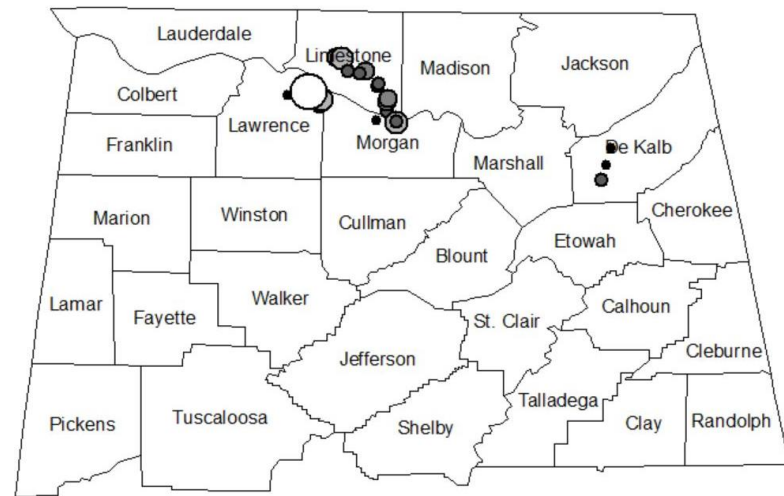 Lauderdale
Limestone
Madison
Jackson
Colbert
Lawrence
Franklin
Morgan
De Kalb
Marshall
Cherokee
Marion
Winston
Cullman
Etowah
Blount
Lamar
Walker
Fayette
St. Clair
Calhoun
Jefferson
Cleburne
Pickens
Tuscaloosa
Shelby
Talladega
Clay
Randolph